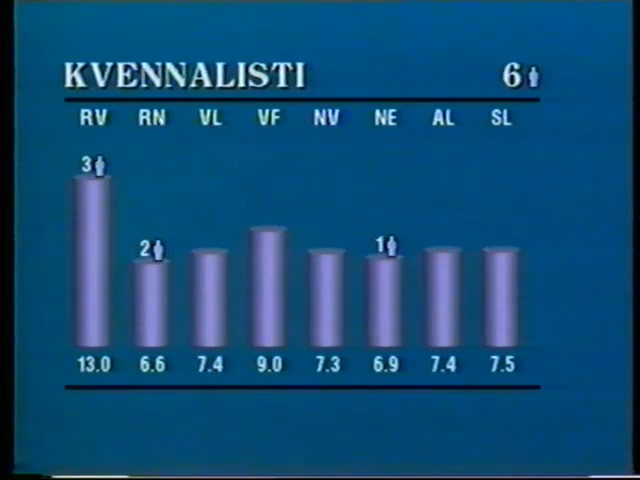 KVENNALISTI 6
RV RN VL VF NV NE AL SL
3 2 1
13.0 6.6 7.4 9.0 7.3 6.9 7.4 7.5